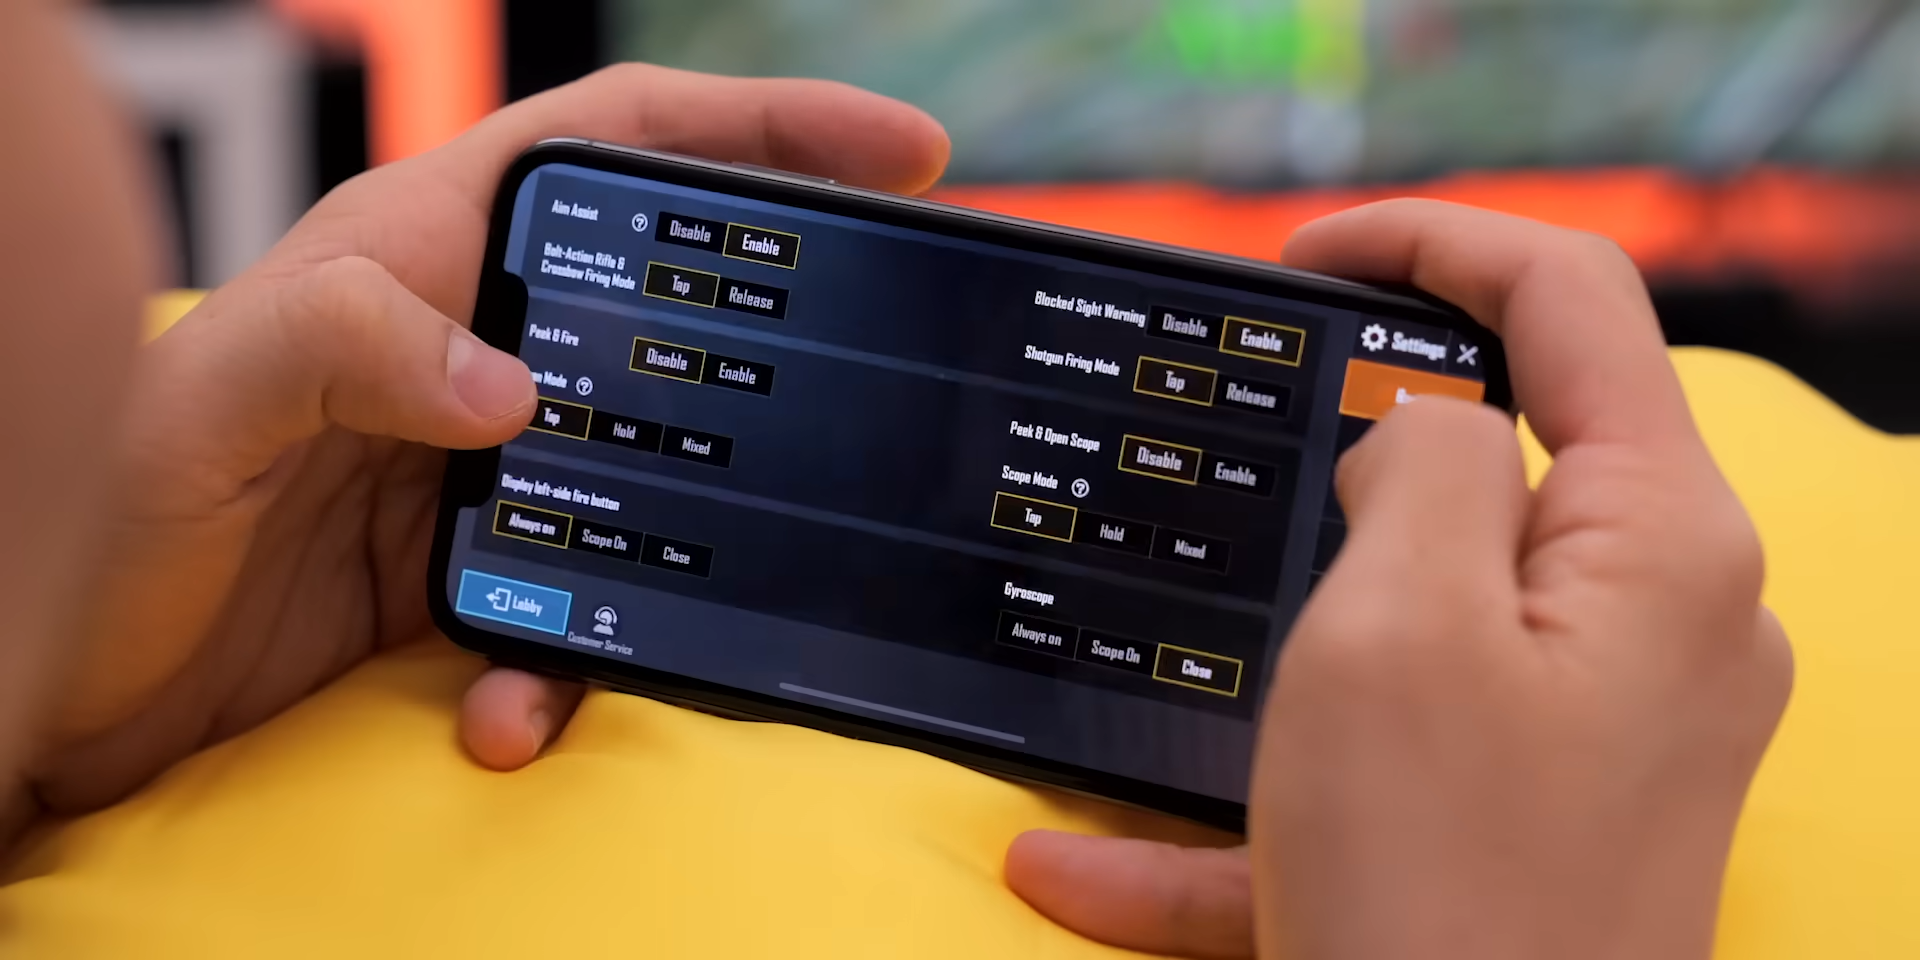 Aim Assist
Disable Enable
Bolt-Action Rifle &
Crossbow Firing Mode
Tap Release
Blocked Sight Warning
Disable Enable
Shotgun Firing Mode
Tap Release
Peek & Fire
Disable Enable
Mode
Tap Hold Mixed
Peek & Open Scope
Disable Enable
Scope Mode
Tap Hold Mixed
Display left-side fire button
Always on Scope On Close
Gyroscope
Always on Scope On Close
Lobby
Customer Service
Settings